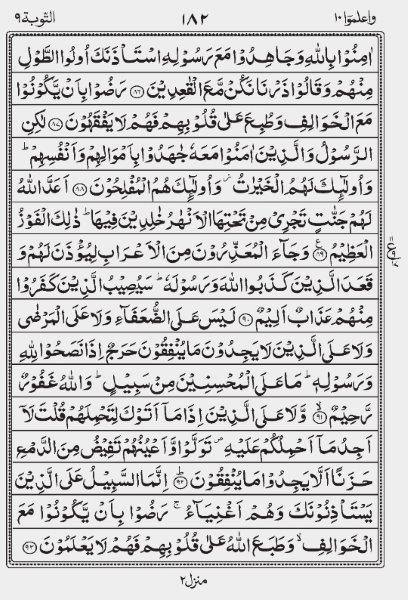 واعلموا ١٠ ١٨٢ التوبة ٩
اٰمِنُوْا بِاللّٰهِ وَجَاهِدُوْا مَعَ رَسُوْلِهِ اسْتَاْذَنَكَ اُولُوا الطَّوْلِ
مِنْهُمْ وَقَالُوْا ذَرْنَا نَكُنْ مَّعَ الْقٰعِدِيْنَ ﴿٨٦﴾ رَضُوْا بِاَنْ يَّكُوْنُوْا
مَعَ الْخَوَالِفِ وَطُبِعَ عَلٰى قُلُوْبِهِمْ فَهُمْ لَا يَفْقَهُوْنَ ﴿٨٧﴾ لٰكِنِ
الرَّسُوْلُ وَالَّذِيْنَ اٰمَنُوْا مَعَهٗ جٰهَدُوْا بِاَمْوَالِهِمْ وَاَنْفُسِهِمْ ؕ
وَاُولٰٓئِكَ لَهُمُ الْخَيْرٰتُ ؗ وَاُولٰٓئِكَ هُمُ الْمُفْلِحُوْنَ ﴿٨٨﴾ اَعَدَّ اللّٰهُ
لَهُمْ جَنّٰتٍ تَجْرِيْ مِنْ تَحْتِهَا الْاَنْهٰرُ خٰلِدِيْنَ فِيْهَا ؕ ذٰلِكَ الْفَوْزُ
الْعَظِيْمُ ﴿٨٩﴾ وَجَآءَ الْمُعَذِّرُوْنَ مِنَ الْاَعْرَابِ لِيُؤْذَنَ لَهُمْ وَ
قَعَدَ الَّذِيْنَ كَذَبُوا اللّٰهَ وَرَسُوْلَهٗ ؕ سَيُصِيْبُ الَّذِيْنَ كَفَرُوْا
مِنْهُمْ عَذَابٌ اَلِيْمٌ ﴿٩٠﴾ لَيْسَ عَلَى الضُّعَفَآءِ وَلَا عَلَى الْمَرْضٰى
وَلَا عَلَى الَّذِيْنَ لَا يَجِدُوْنَ مَا يُنْفِقُوْنَ حَرَجٌ اِذَا نَصَحُوْا لِلّٰهِ
وَرَسُوْلِهٖ ؕ مَا عَلَى الْمُحْسِنِيْنَ مِنْ سَبِيْلٍ ؕ وَاللّٰهُ غَفُوْرٌ
رَّحِيْمٌ ﴿٩١﴾ وَّلَا عَلَى الَّذِيْنَ اِذَا مَآ اَتَوْكَ لِتَحْمِلَهُمْ قُلْتَ لَآ
اَجِدُ مَآ اَحْمِلُكُمْ عَلَيْهِ ۪ تَوَلَّوْا وَّاَعْيُنُهُمْ تَفِيْضُ مِنَ الدَّمْعِ
حَزَنًا اَلَّا يَجِدُوْا مَا يُنْفِقُوْنَ ﴿٩٢﴾ اِنَّمَا السَّبِيْلُ عَلَى الَّذِيْنَ
يَسْتَاْذِنُوْنَكَ وَهُمْ اَغْنِيَآءُ ۚ رَضُوْا بِاَنْ يَّكُوْنُوْا مَعَ
الْخَوَالِفِ ۙ وَطَبَعَ اللّٰهُ عَلٰى قُلُوْبِهِمْ فَهُمْ لَا يَعْلَمُوْنَ ﴿٩٣﴾
منزل ٢